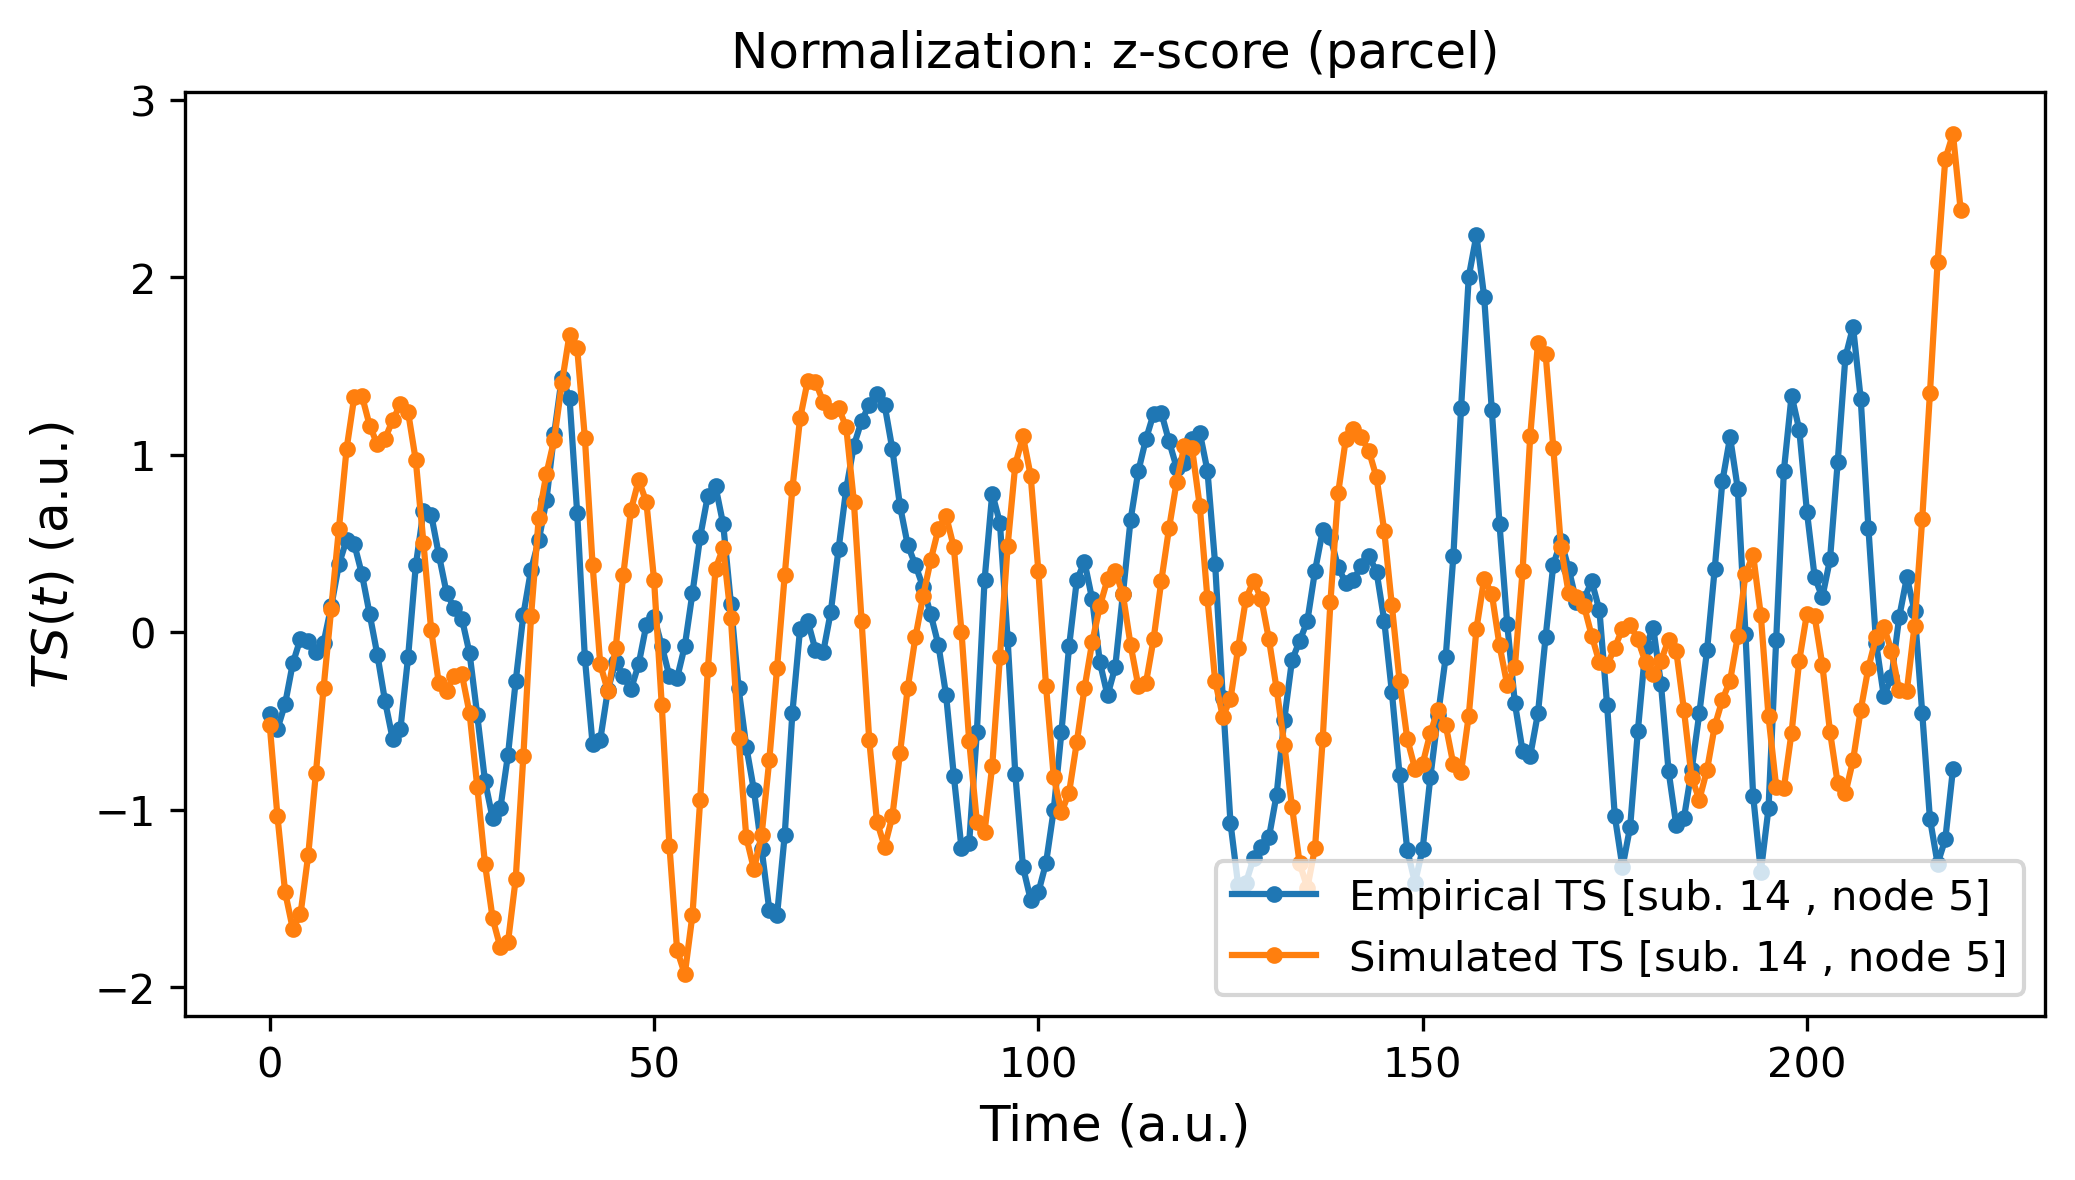 Normalization: z-score (parcel)
3
2
1
0
−1
−2
TS(t) (a.u.)
Empirical TS [sub. 14 , node 5]
Simulated TS [sub. 14 , node 5]
0 50 100 150 200
Time (a.u.)